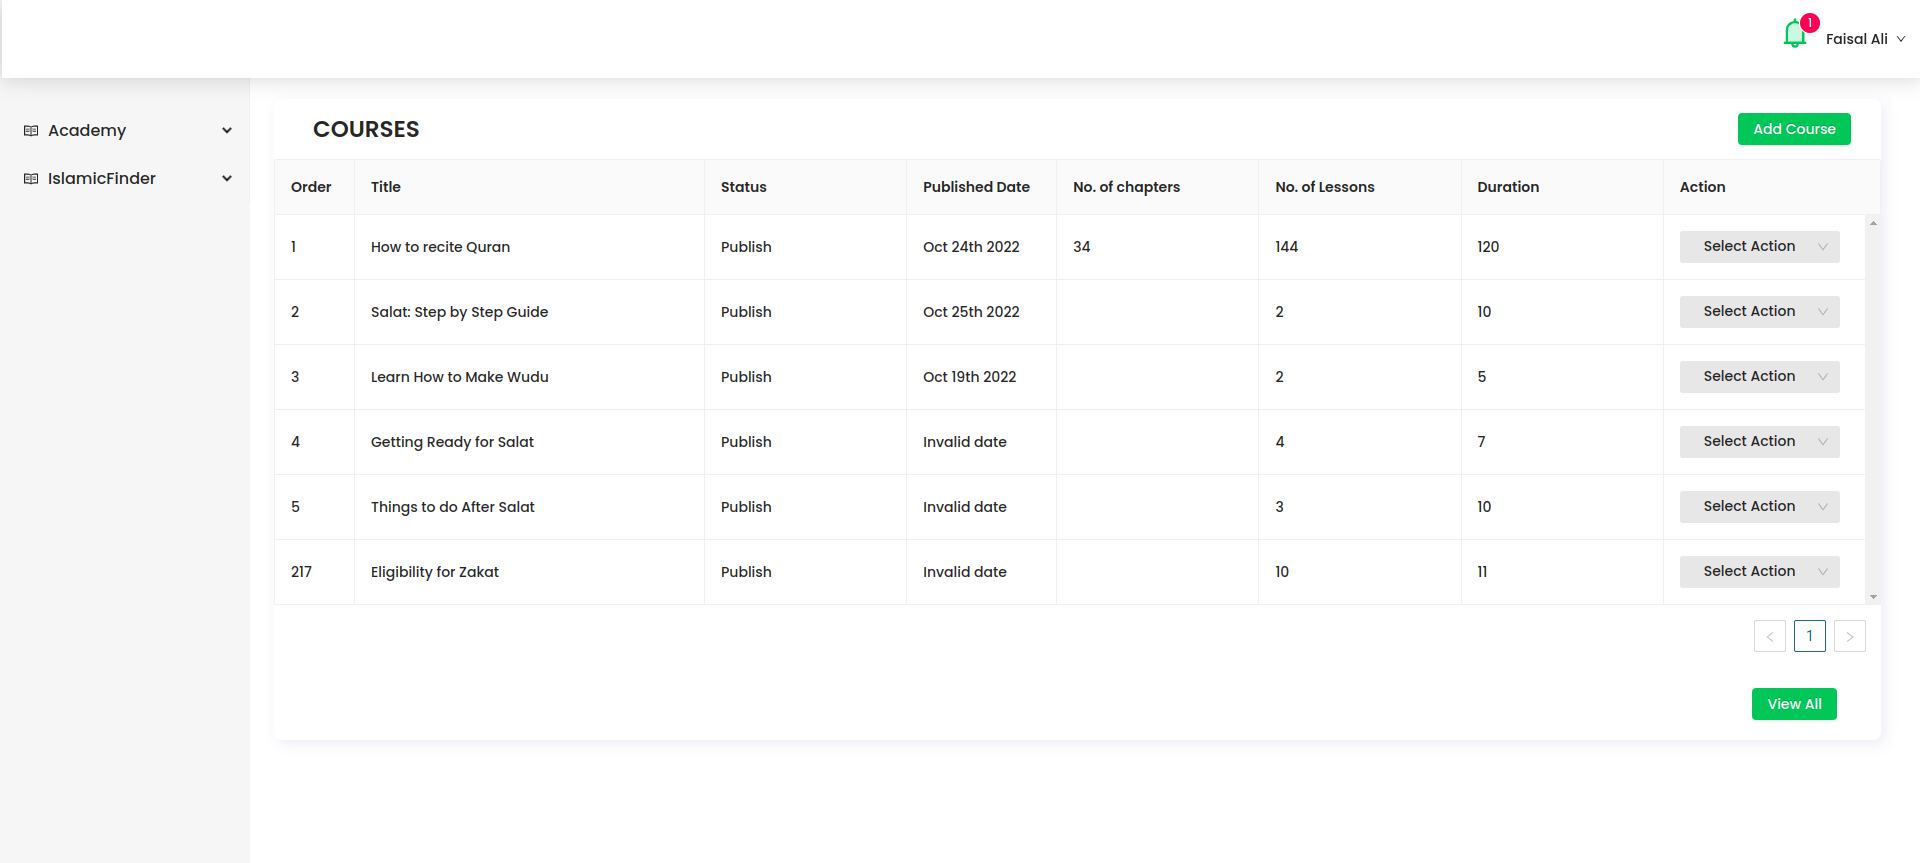 1
Faisal Ali
Academy
IslamicFinder
COURSES
Add Course
Order Title Status Published Date No. of chapters No. of Lessons Duration Action
1 How to recite Quran Publish Oct 24th 2022 34 144 120 Select Action
2 Salat: Step by Step Guide Publish Oct 25th 2022 2 10 Select Action
3 Learn How to Make Wudu Publish Oct 19th 2022 2 5 Select Action
4 Getting Ready for Salat Publish Invalid date 4 7 Select Action
5 Things to do After Salat Publish Invalid date 3 10 Select Action
217 Eligibility for Zakat Publish Invalid date 10 11 Select Action
< 1 >
View All